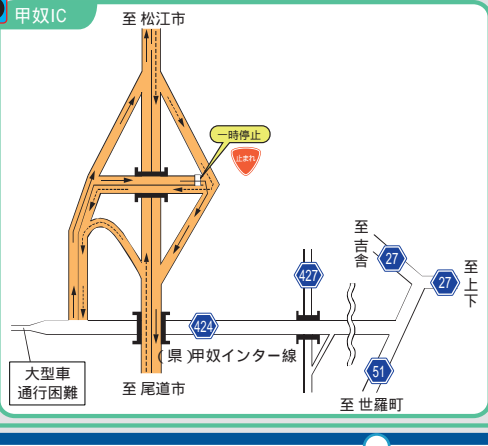 甲奴IC
至 松江市
一時停止
止まれ
至
吉
舎
27
至
上
下
27
427
424
(県)甲奴インター線
51
大型車
通行困難
至 尾道市
至 世羅町